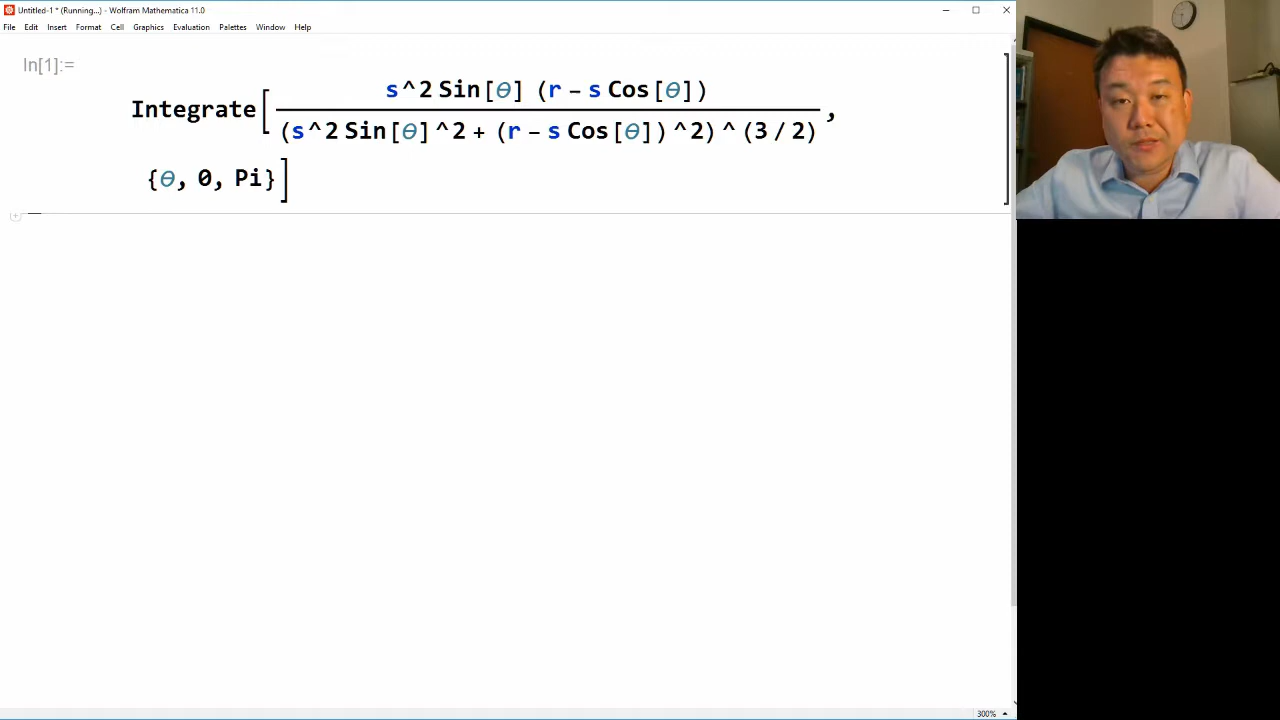 Untitled-1 * (Running...) - Wolfram Mathematica 11.0
File Edit Insert Format Cell Graphics Evaluation Palettes Window Help
In[1]:=
s^2 Sin[θ] (r - s Cos[θ])
Integrate[
(s^2 Sin[θ]^2 + (r - s Cos[θ])^2)^(3/2) ,
{θ, 0, Pi}]
300%